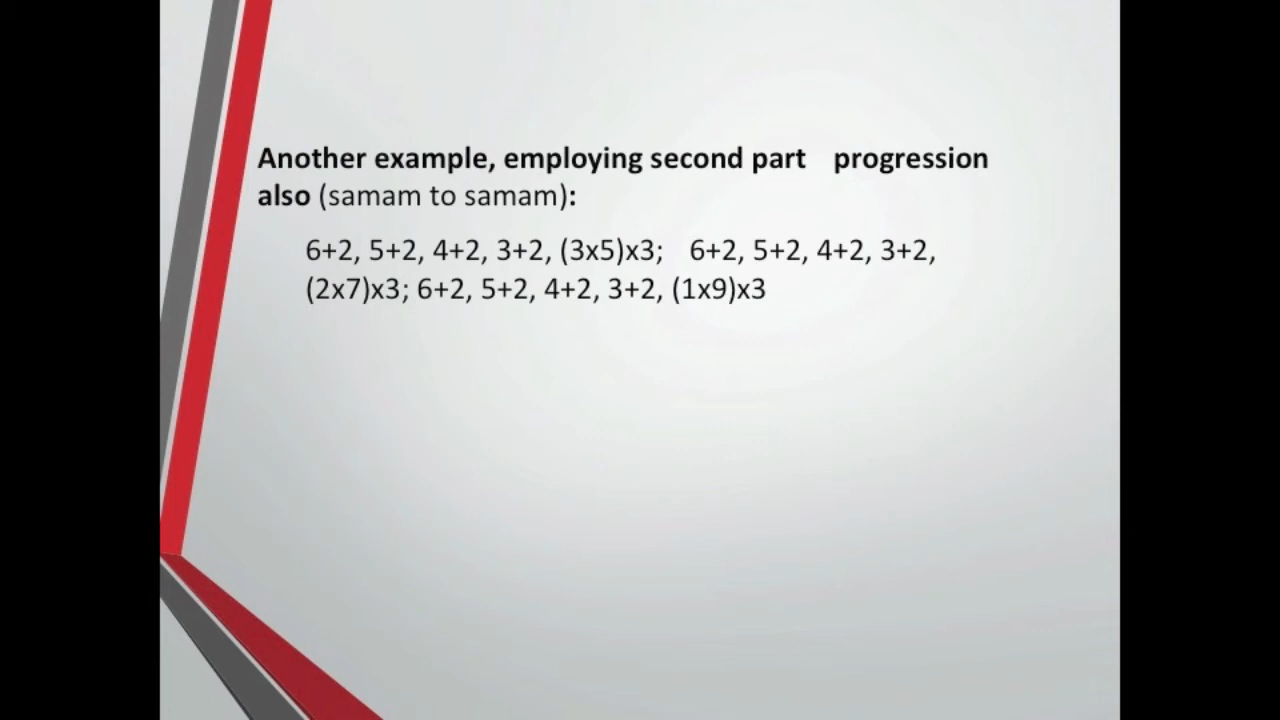 Another example, employing second part progression
also (samam to samam):
6+2, 5+2, 4+2, 3+2, (3x5)x3; 6+2, 5+2, 4+2, 3+2,
(2x7)x3; 6+2, 5+2, 4+2, 3+2, (1x9)x3